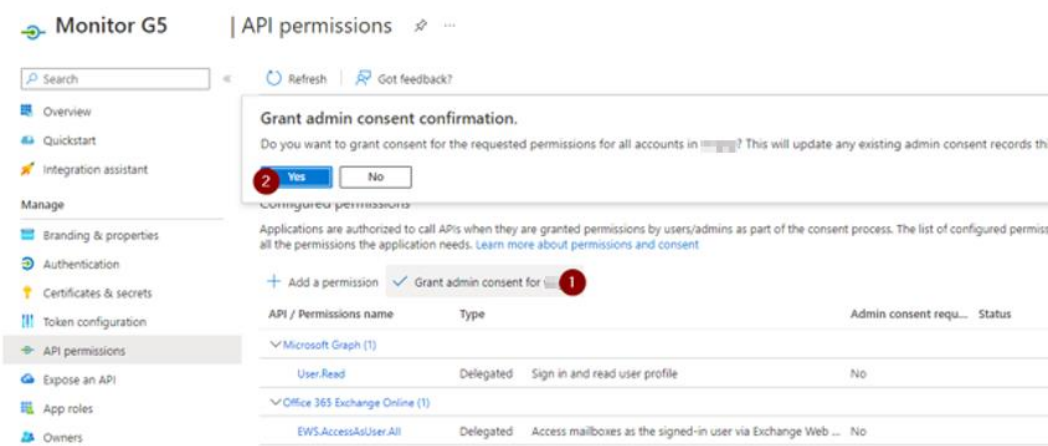 Monitor G5 | API permissions
Search
Refresh | Got feedback?
Overview
Quickstart
Integration assistant
Grant admin consent confirmation.
Do you want to grant consent for the requested permissions for all accounts in ? This will update any existing admin consent records
2 Yes No
Manage
Branding & properties
Authentication
Certificates & secrets
Token configuration
API permissions
Expose an API
App roles
Owners
Configured permissions
Applications are authorized to call APIs when they are granted permissions by users/admins as part of the consent process. The list of configured
all the permissions the application needs. Learn more about permissions and consent
Add a permission Grant admin consent for 1
API / Permissions name Type Admin consent requ... Status
Microsoft Graph (1)
User.Read Delegated Sign in and read user profile No
Office 365 Exchange Online (1)
EWS.AccessAsUser.All Delegated Access mailboxes as the signed-in user via Exchange Web ... No